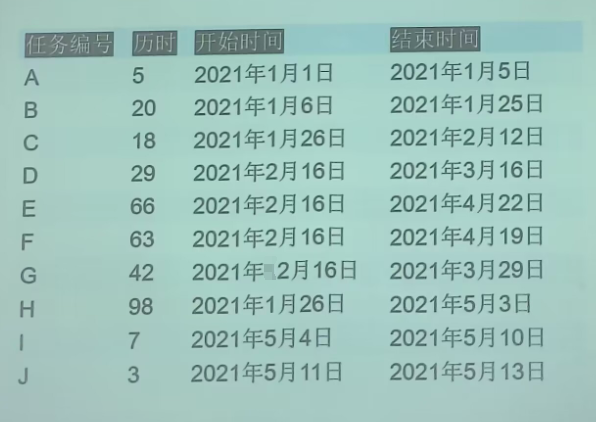 任务编号 历时 开始时间 结束时间
A 5 2021年1月1日 2021年1月5日
B 20 2021年1月6日 2021年1月25日
C 18 2021年1月26日 2021年2月12日
D 29 2021年2月16日 2021年3月16日
E 66 2021年2月16日 2021年4月22日
F 63 2021年2月16日 2021年4月19日
G 42 2021年2月16日 2021年3月29日
H 98 2021年1月26日 2021年5月3日
I 7 2021年5月4日 2021年5月10日
J 3 2021年5月11日 2021年5月13日